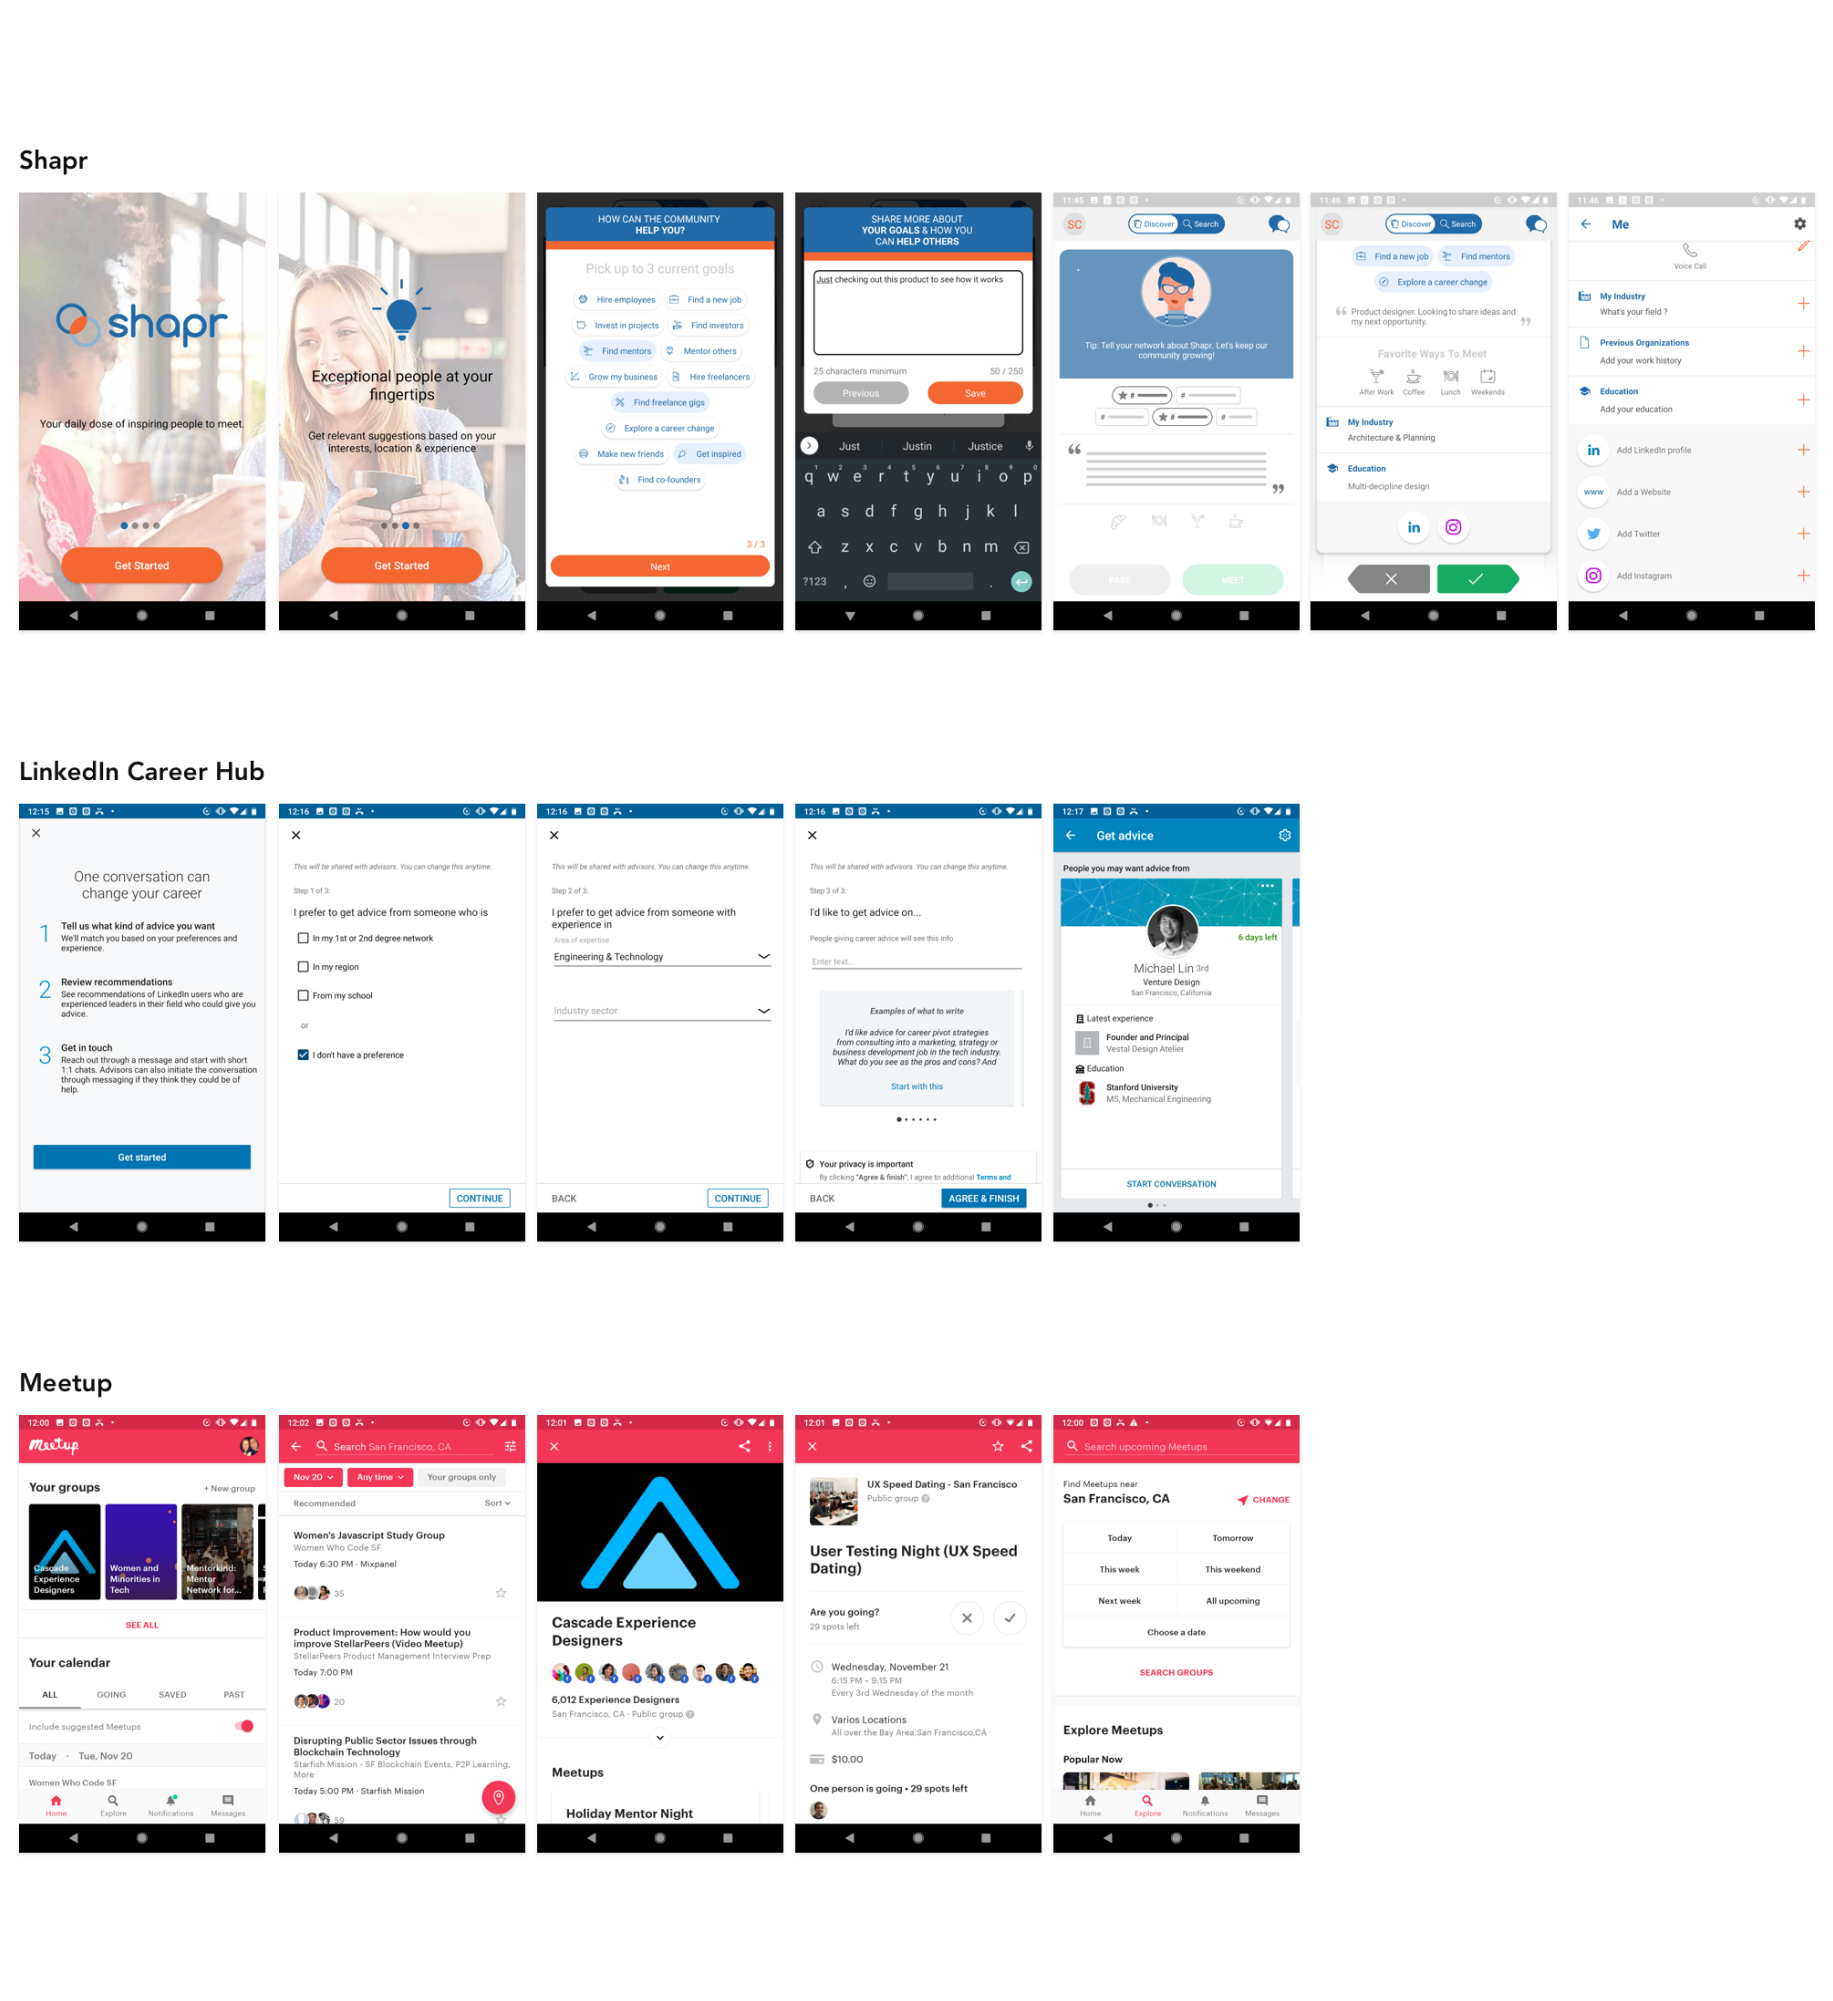 Shapr
shapr
Your daily dose of inspiring people to meet.
Get Started
Exceptional people at your
fingertips
Get relevant suggestions based on your
interests, location & experience
Get Started
HOW CAN THE COMMUNITY
HELP YOU?
Pick up to 3 current goals
Hire employees
Find a new job
Invest in projects
Find investors
Find mentors
Mentor others
Grow my business
Hire freelancers
Find freelance gigs
Explore a career change
Make new friends
Get inspired
Find co-founders
3 / 3
Next
SHARE MORE ABOUT
YOUR GOALS & HOW YOU
CAN HELP OTHERS
Just checking out this product to see how it works
25 characters minimum 50 / 250
Previous Save
Just Justin Justice
1 2 3 4 5 6 7 8 9 0
q w e r t y u i o p
a s d f g h j k l
z x c v b n m
?123 , .
11:45
SC Discover Search
Tip: Tell your network about Shapr. Let's keep our
community growing!
# #
# # #
PASS MEET
11:46
SC Discover Search
Find a new job Find mentors
Explore a career change
Product designer. Looking to share ideas and
my next opportunity.
Favorite Ways To Meet
After Work Coffee Lunch Weekends
My Industry
Architecture & Planning
Education
Multi-decipline design
in
11:46
Me
Voice Call
My Industry
What's your field ?
Previous Organizations
Add your work history
Education
Add your education
in Add LinkedIn profile
www Add a Website
Add Twitter
Add Instagram
LinkedIn Career Hub
12:15
One conversation can
change your career
1 Tell us what kind of advice you want
We'll match you based on your preferences and
experience.
2 Review recommendations
See recommendations of LinkedIn users who are
experienced leaders in their field who could give you
advice.
3 Get in touch
Reach out through a message and start with short
1:1 chats. Advisors can also initiate the conversation
through messaging if they think they could be of
help.
Get started
12:16
This will be shared with advisors. You can change this anytime.
Step 1 of 3:
I prefer to get advice from someone who is
In my 1st or 2nd degree network
In my region
From my school
or
I don't have a preference
CONTINUE
12:16
This will be shared with advisors. You can change this anytime.
Step 2 of 3:
I prefer to get advice from someone with
experience in
Area of expertise
Engineering & Technology
Industry sector
BACK CONTINUE
12:16
This will be shared with advisors. You can change this anytime.
Step 3 of 3:
I'd like to get advice on...
People giving career advice will see this info
Enter text...
Examples of what to write
I'd like advice for career pivot strategies
from consulting into a marketing, strategy or
business development job in the tech industry.
What do you see as the pros and cons? And
Start with this
Your privacy is important
By clicking "Agree & finish", I agree to additional Terms and
BACK AGREE & FINISH
12:17
Get advice
People you may want advice from
6 days left
Michael Lin 3rd
Venture Design
San Francisco, California
Latest experience
Founder and Principal
Vestal Design Atelier
Education
Stanford University
MS, Mechanical Engineering
START CONVERSATION
Meetup
12:00
Meetup
Your groups + New group
Cascade
Experience
Designers
Women and
Minorities in
Tech
Mentorkind:
Mentor
Network for...
SEE ALL
Your calendar
ALL GOING SAVED PAST
Include suggested Meetups
Today · Tue, Nov 20
Women Who Code SF
Home Explore Notifications Messages
12:02
Search San Francisco, CA
Nov 20 Any time Your groups only
Recommended Sort
Women's Javascript Study Group
Women Who Code SF
Today 6:30 PM · Mixpanel
35
Product Improvement: How would you
improve StellarPeers (Video Meetup)
StellarPeers Product Management Interview Prep
Today 7:00 PM
20
Disrupting Public Sector Issues through
Blockchain Technology
Starfish Mission - SF Blockchain Events, P2P Learning,
More
Today 5:00 PM · Starfish Mission
59
12:01
Cascade Experience
Designers
6,012 Experience Designers
San Francisco, CA · Public group
Meetups
Holiday Mentor Night
12:01
UX Speed Dating - San Francisco
Public group
User Testing Night (UX Speed
Dating)
Are you going?
29 spots left
Wednesday, November 21
6:15 PM – 9:15 PM
Every 3rd Wednesday of the month
Varios Locations
All over the Bay Area,San Francisco,CA
$10.00
One person is going • 29 spots left
12:00
Search upcoming Meetups
Find Meetups near
San Francisco, CA CHANGE
Today Tomorrow
This week This weekend
Next week All upcoming
Choose a date
SEARCH GROUPS
Explore Meetups
Popular Now
Home Explore Notifications Messages